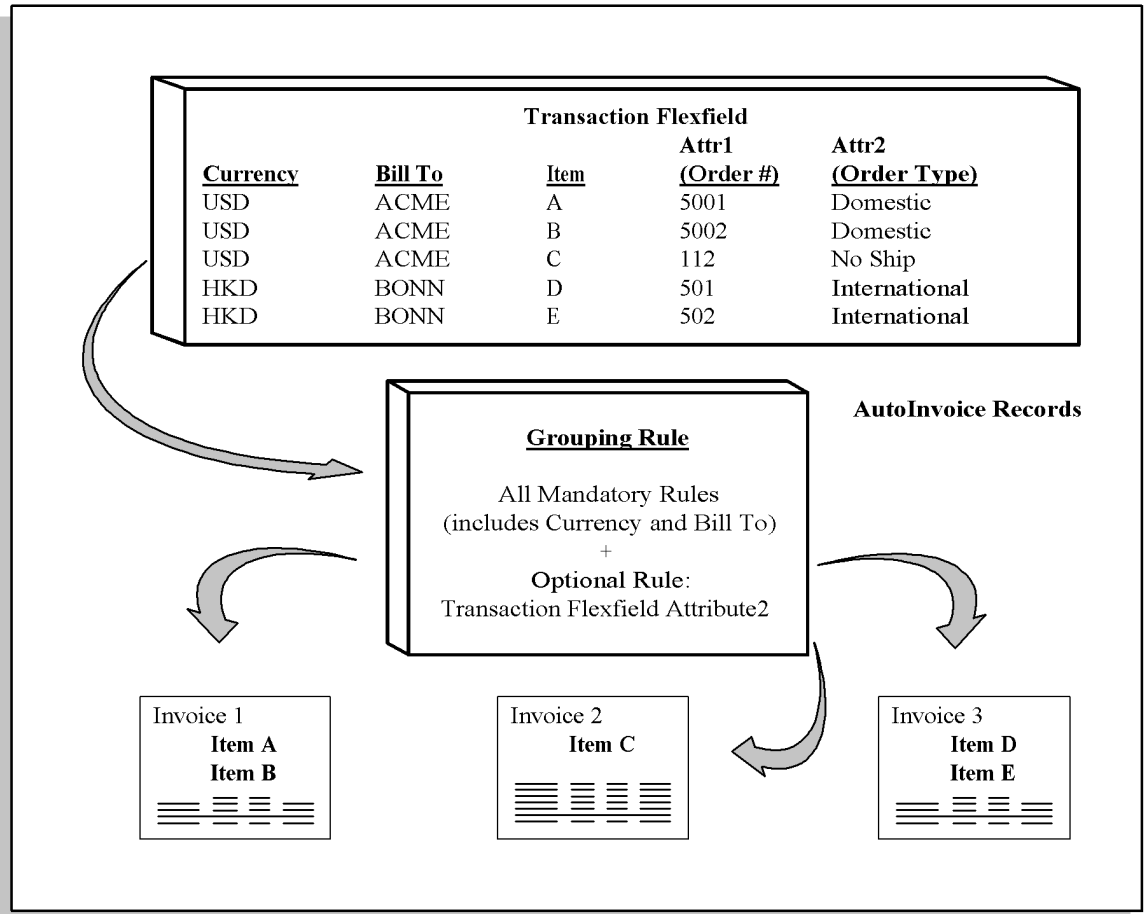 Transaction Flexfield
Attr1 Attr2
Currency Bill To Item (Order #) (Order Type)
USD ACME A 5001 Domestic
USD ACME B 5002 Domestic
USD ACME C 112 No Ship
HKD BONN D 501 International
HKD BONN E 502 International
AutoInvoice Records
Grouping Rule
All Mandatory Rules
(includes Currency and Bill To)
+
Optional Rule:
Transaction Flexfield Attribute2
Invoice 1
Item A
Item B
Invoice 2
Item C
Invoice 3
Item D
Item E